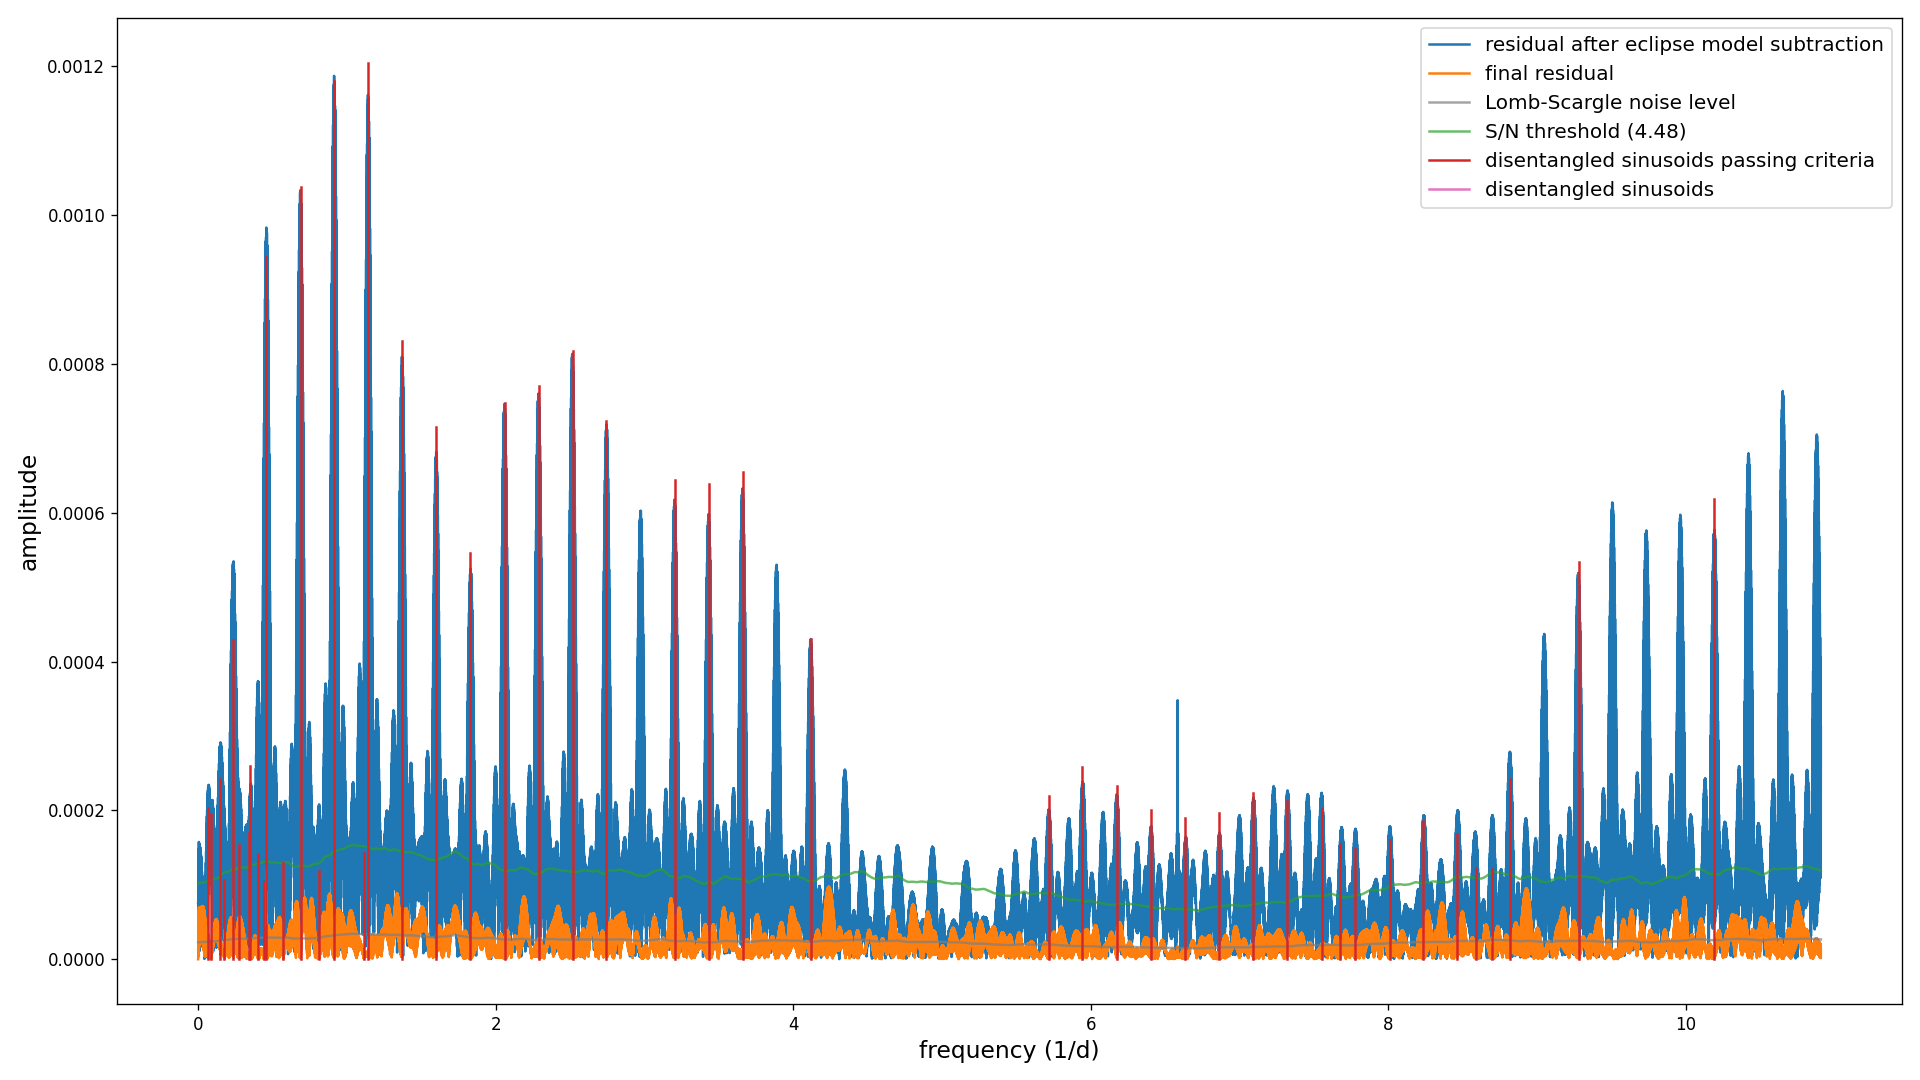 residual after eclipse model subtraction
final residual
Lomb-Scargle noise level
S/N threshold (4.48)
disentangled sinusoids passing criteria
disentangled sinusoids
0.0012
0.0010
0.0008
0.0006
0.0004
0.0002
0.0000
amplitude
0 2 4 6 8 10
frequency (1/d)